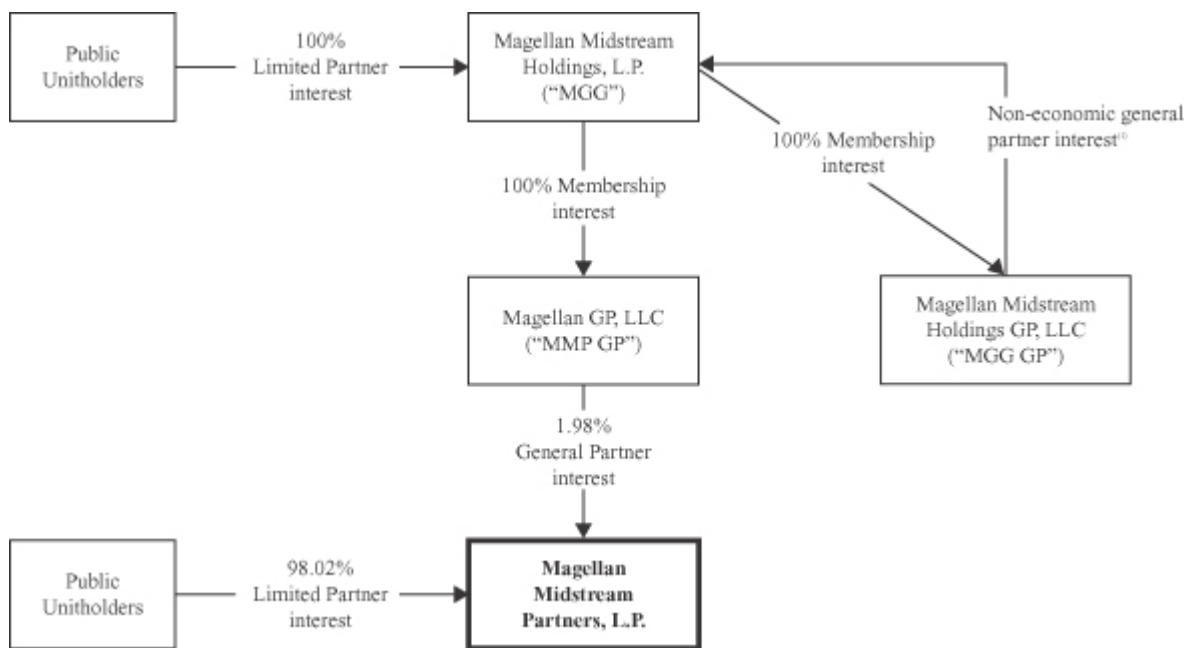 Public
Unitholders
100%
Limited Partner
interest
Magellan Midstream
Holdings, L.P.
(“MGG”)
Non-economic general
partner interest⁽¹⁾
100% Membership
interest
100% Membership
interest
Magellan GP, LLC
(“MMP GP”)
Magellan Midstream
Holdings GP, LLC
(“MGG GP”)
1.98%
General Partner
interest
Public
Unitholders
98.02%
Limited Partner
interest
Magellan
Midstream
Partners, L.P.